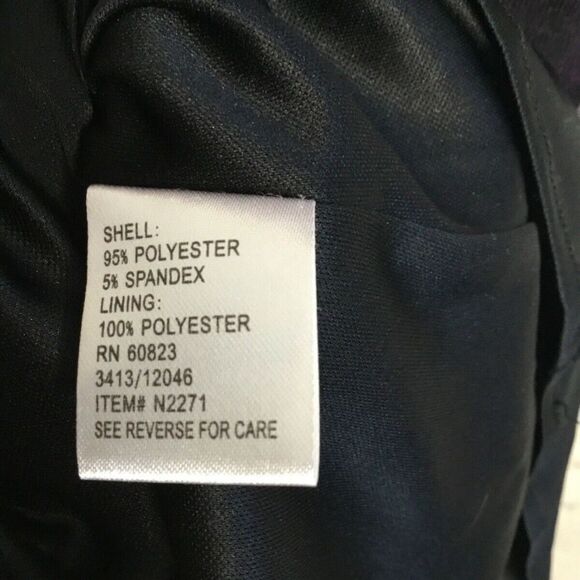 SHELL:
95% POLYESTER
5% SPANDEX
LINING:
100% POLYESTER
RN 60823
3413/12046
ITEM# N2271
SEE REVERSE FOR CARE